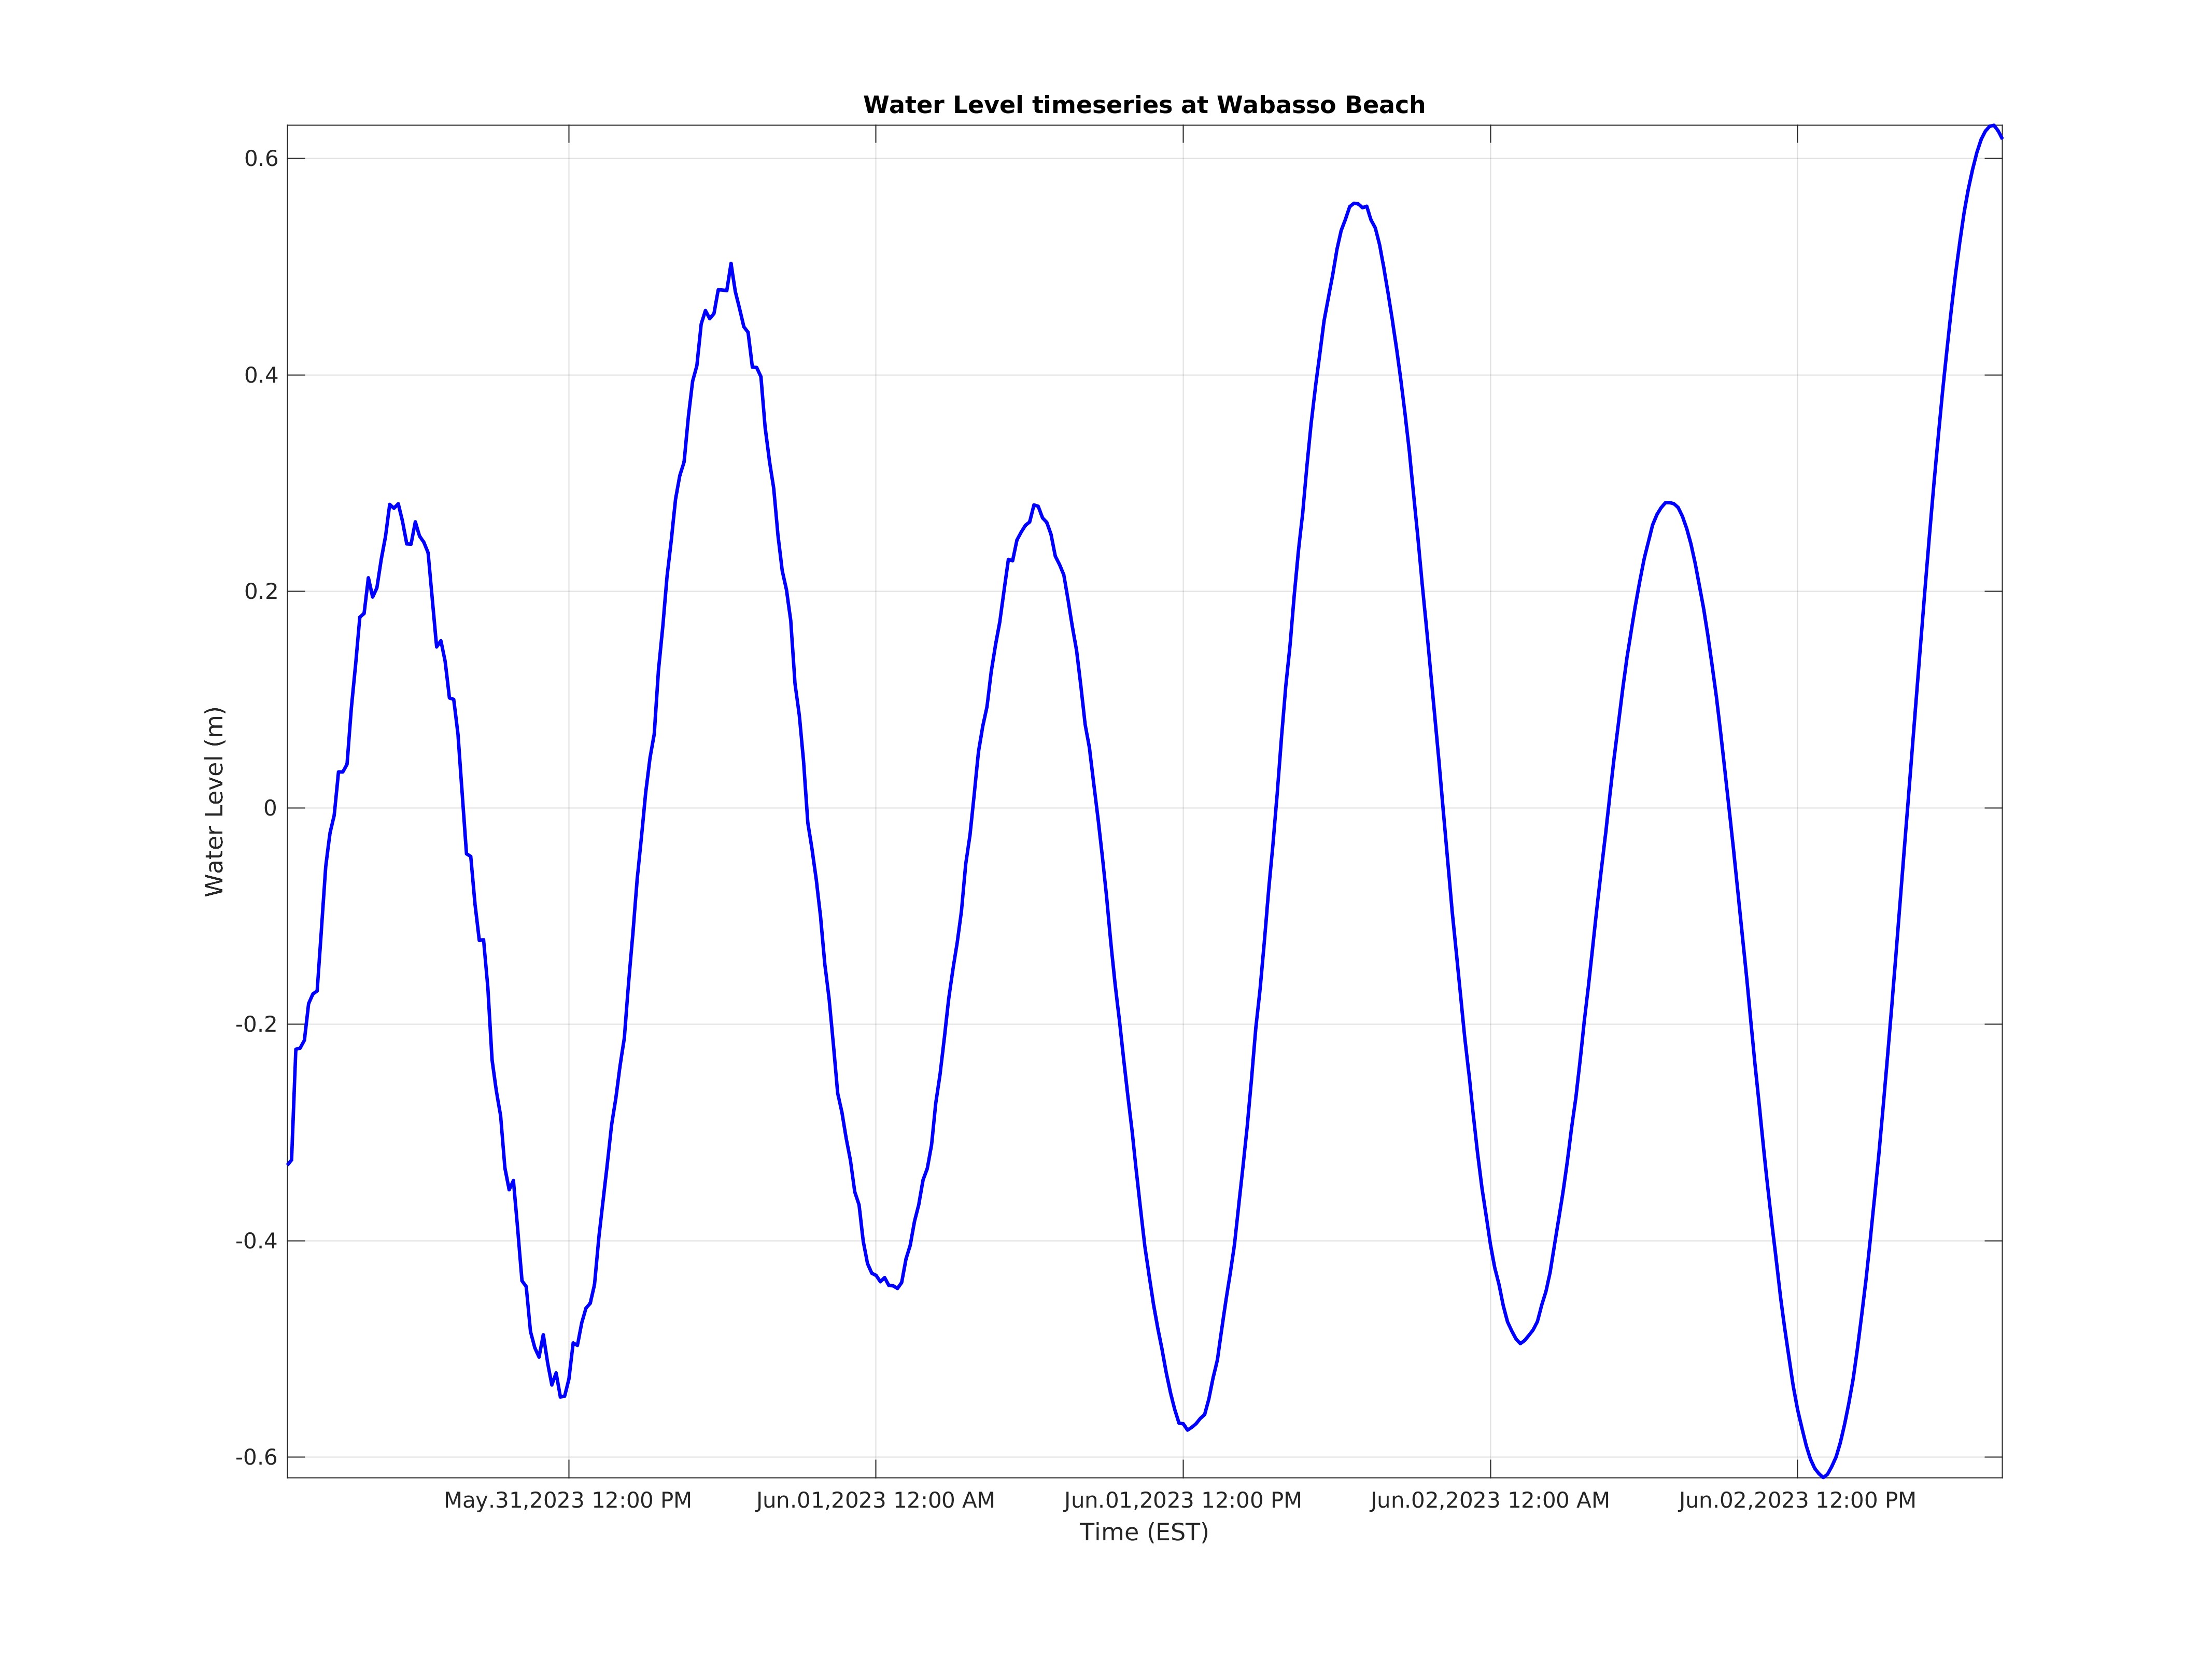 Water Level timeseries at Wabasso Beach
0.6
0.4
0.2
0
-0.2
-0.4
-0.6
Water Level (m)
May.31,2023 12:00 PM
Jun.01,2023 12:00 AM
Jun.01,2023 12:00 PM
Jun.02,2023 12:00 AM
Jun.02,2023 12:00 PM
Time (EST)